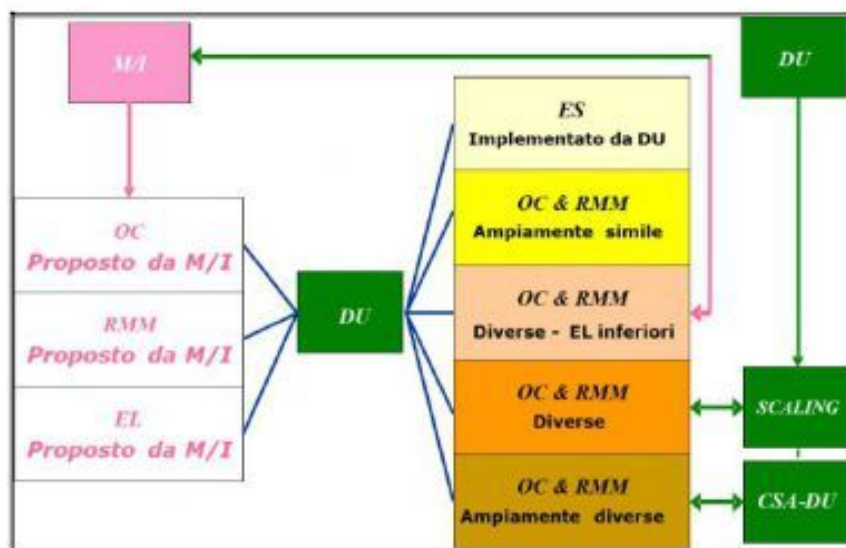 M/I
DU
ES
Implementato da DU
OC & RMM
Ampiamente simile
OC
Proposto da M/I
RMM
Proposto da M/I
EL
Proposto da M/I
DU
OC & RMM
Diverse - EL inferiori
OC & RMM
Diverse
SCALING
OC & RMM
Ampiamente diverse
CSA-DU